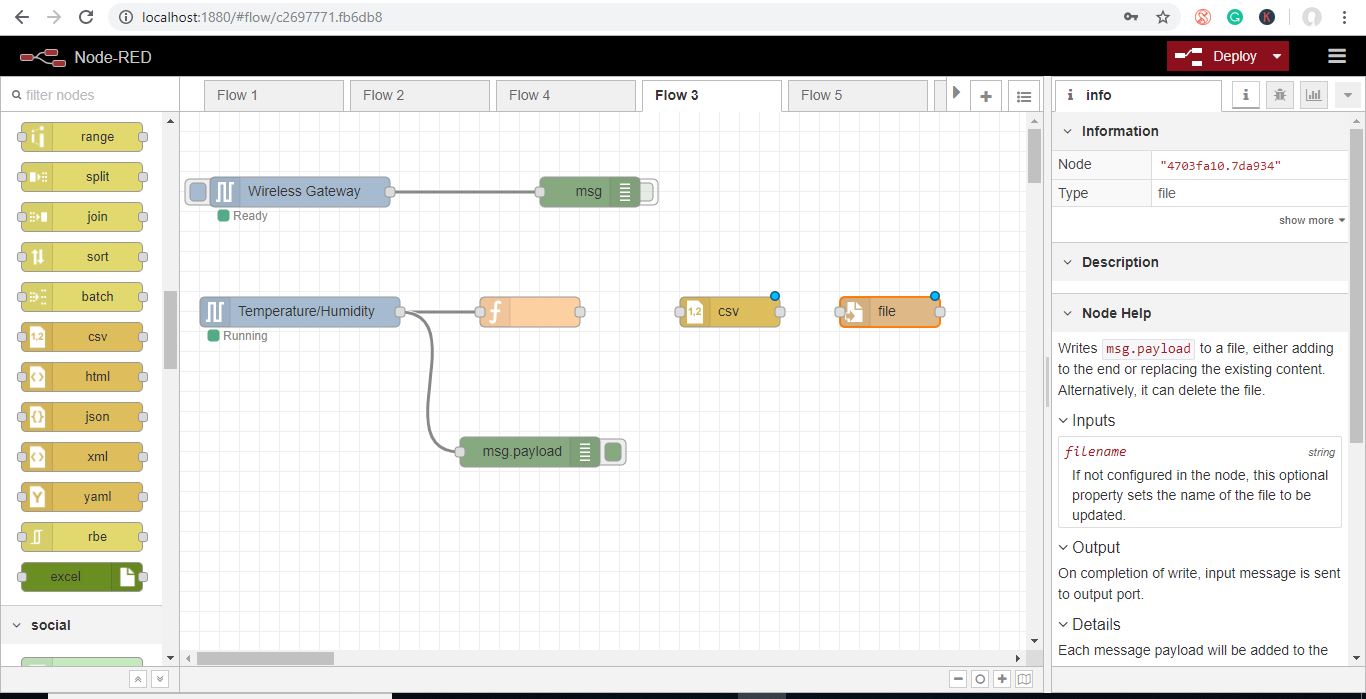 localhost:1880/#flow/c2697771.fb6db8
K
Node-RED
Deploy
filter nodes
Flow 1
Flow 2
Flow 4
Flow 3
Flow 5
i info
i
range
split
join
sort
batch
1,2 csv
html
json
xml
yaml
rbe
excel
social
Wireless Gateway
Ready
msg
Temperature/Humidity
Running
f
1,2 csv
file
msg.payload
Information
Node "4703fa10.7da934"
Type file
show more
Description
Node Help
Writes msg.payload to a file, either adding
to the end or replacing the existing content.
Alternatively, it can delete the file.
Inputs
filename string
If not configured in the node, this optional
property sets the name of the file to be
updated.
Output
On completion of write, input message is sent
to output port.
Details
Each message payload will be added to the